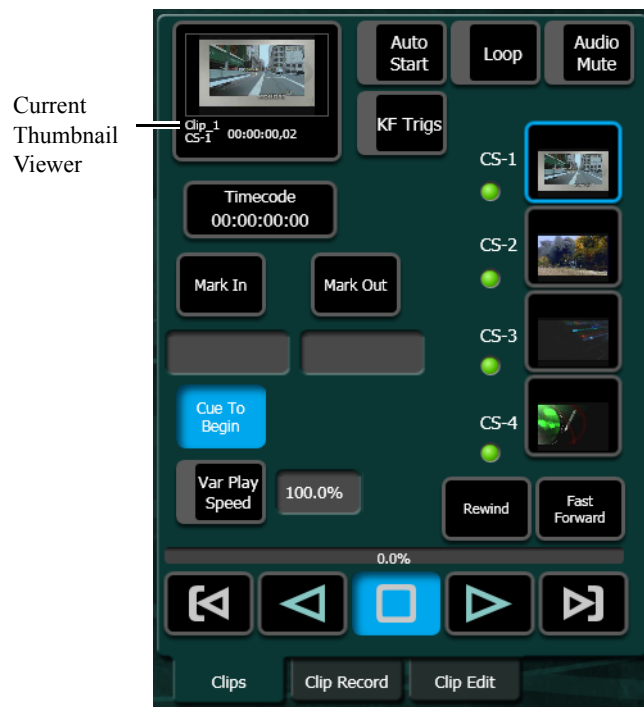 Current
Thumbnail
Viewer
Clip_1
CS-1 00:00:00,02
Auto
Start
Loop
Audio
Mute
KF Trigs
CS-1
Timecode
00:00:00:00
CS-2
Mark In
Mark Out
CS-3
Cue To
Begin
CS-4
Var Play
Speed
100.0%
Rewind
Fast
Forward
0.0%
Clips
Clip Record
Clip Edit